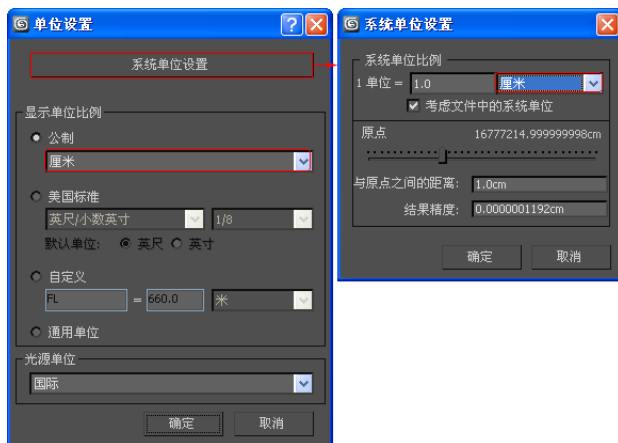 单位设置
系统单位设置
显示单位比例
公制
厘米
美国标准
英尺/小数英寸 1/8
默认单位: 英尺 英寸
自定义
FL = 660.0 米
通用单位
光源单位
国际
确定 取消
系统单位设置
系统单位比例
1 单位 = 1.0 厘米
考虑文件中的系统单位
原点 16777214.999999998cm
与原点之间的距离: 1.0cm
结果精度: 0.0000001192cm
确定 取消